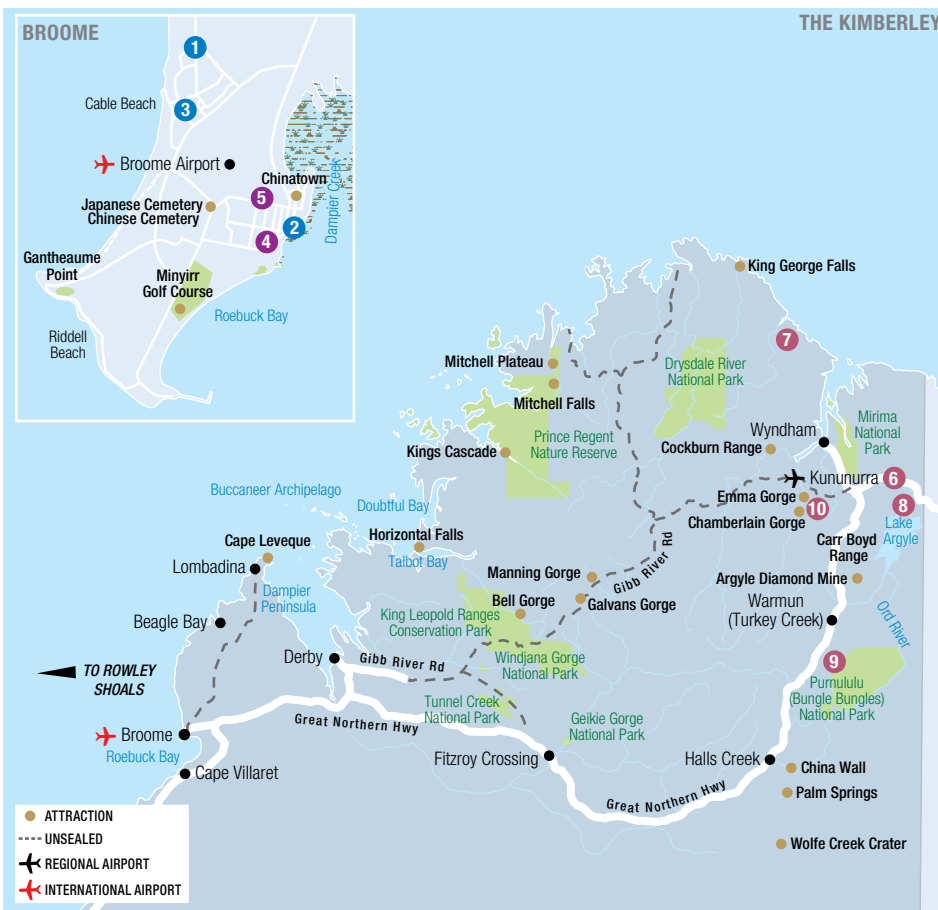 BROOME
1
Cable Beach
3
Broome Airport
Chinatown
5
Japanese Cemetery
Chinese Cemetery
2
Dampier Creek
4
Gantheaume
Point
Minyirr
Golf Course
Roebuck Bay
Riddell
Beach
THE KIMBERLEY
King George Falls
7
Mitchell Plateau
Drysdale River
National Park
Mitchell Falls
Mirima
National
Park
Wyndham
Prince Regent
Nature Reserve
Cockburn Range
Kings Cascade
Kununurra
6
Buccaneer Archipelago
Emma Gorge
8
Doubtful Bay
10
Chamberlain Gorge
Lake
Argyle
Horizontal Falls
Cape Leveque
Carr Boyd
Range
Talbot Bay
Lombadina
Gibb River Rd
Manning Gorge
Argyle Diamond Mine
Dampier
Peninsula
Bell Gorge
Galvans Gorge
Warmun
(Turkey Creek)
Ord River
King Leopold Ranges
Conservation Park
Beagle Bay
Derby
Gibb River Rd
Windjana Gorge
National Park
9
TO ROWLEY
SHOALS
Purnululu
(Bungle Bungles)
National Park
Tunnel Creek
National Park
Great Northern Hwy
Geikie Gorge
National Park
Broome
Roebuck Bay
Fitzroy Crossing
Halls Creek
Cape Villaret
China Wall
Great Northern Hwy
Palm Springs
Wolfe Creek Crater
ATTRACTION
UNSEALED
REGIONAL AIRPORT
INTERNATIONAL AIRPORT